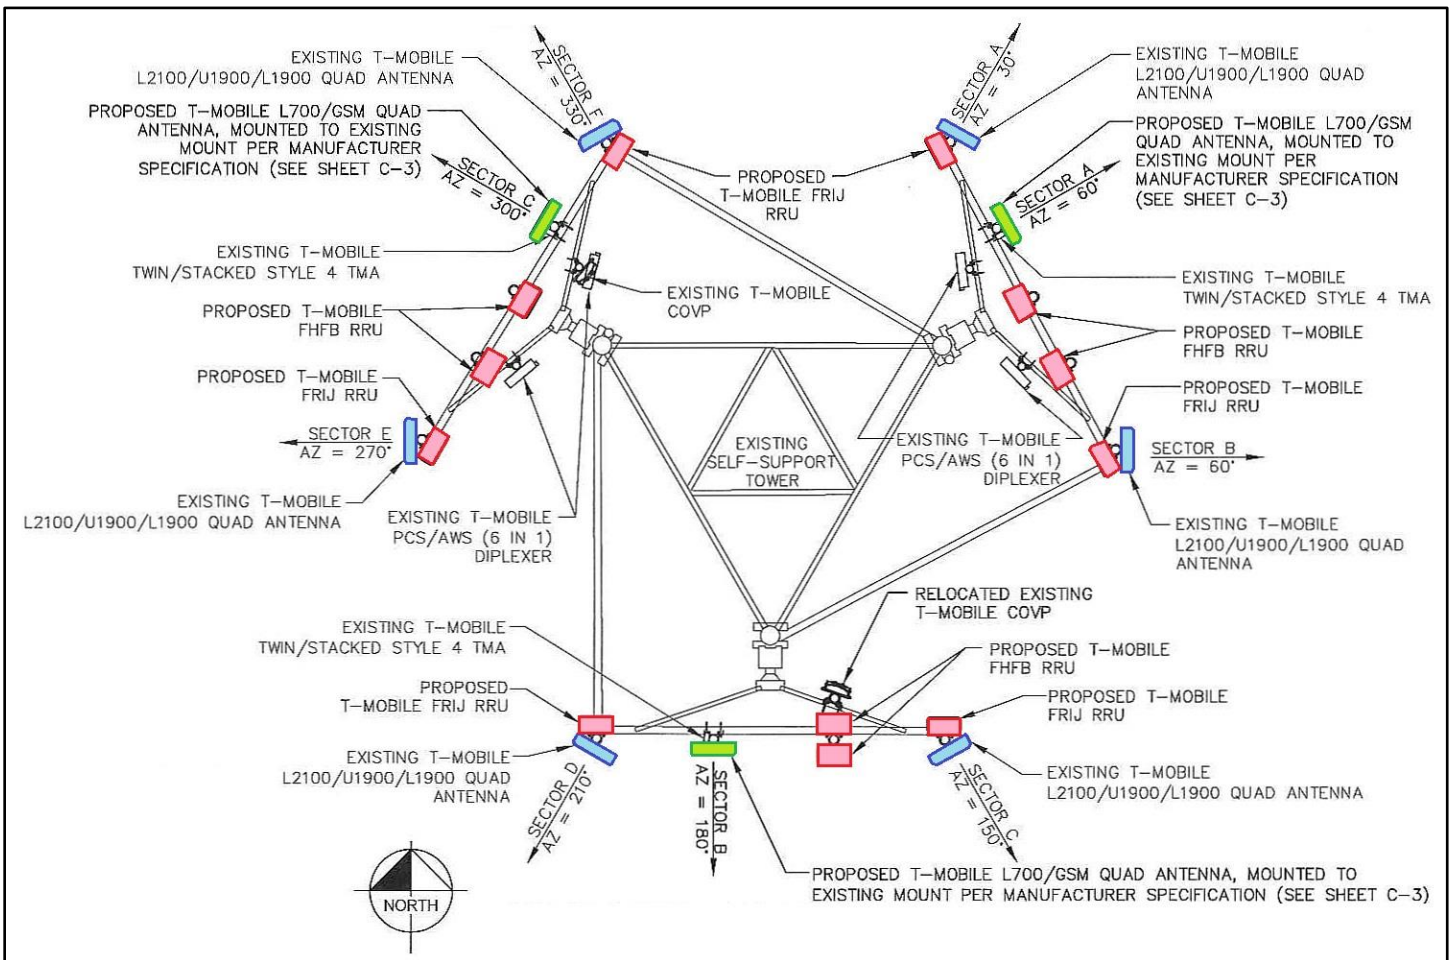 SECTOR F
AZ = 330°
SECTOR A
AZ = 30°
EXISTING T-MOBILE
L2100/U1900/L1900 QUAD ANTENNA
EXISTING T-MOBILE
L2100/U1900/L1900 QUAD
ANTENNA
PROPOSED T-MOBILE L700/GSM QUAD
ANTENNA, MOUNTED TO EXISTING
MOUNT PER MANUFACTURER
SPECIFICATION (SEE SHEET C-3)
PROPOSED T-MOBILE L700/GSM
QUAD ANTENNA, MOUNTED TO
EXISTING MOUNT PER
MANUFACTURER SPECIFICATION
(SEE SHEET C-3)
SECTOR C
AZ = 300°
PROPOSED
T-MOBILE FRIJ
RRU
SECTOR A
AZ = 60°
EXISTING T-MOBILE
TWIN/STACKED STYLE 4 TMA
EXISTING T-MOBILE
COVP
EXISTING T-MOBILE
TWIN/STACKED STYLE 4 TMA
PROPOSED T-MOBILE
FHFB RRU
PROPOSED T-MOBILE
FHFB RRU
PROPOSED T-MOBILE
FRIJ RRU
PROPOSED T-MOBILE
FRIJ RRU
SECTOR E
AZ = 270°
EXISTING
SELF-SUPPORT
TOWER
EXISTING T-MOBILE
PCS/AWS (6 IN 1)
DIPLEXER
SECTOR B
AZ = 60°
EXISTING T-MOBILE
L2100/U1900/L1900 QUAD ANTENNA
EXISTING T-MOBILE
PCS/AWS (6 IN 1)
DIPLEXER
EXISTING T-MOBILE
L2100/U1900/L1900 QUAD
ANTENNA
RELOCATED EXISTING
T-MOBILE COVP
EXISTING T-MOBILE
TWIN/STACKED STYLE 4 TMA
PROPOSED T-MOBILE
FHFB RRU
PROPOSED
T-MOBILE FRIJ RRU
PROPOSED T-MOBILE
FRIJ RRU
EXISTING T-MOBILE
L2100/U1900/L1900 QUAD
ANTENNA
SECTOR D
AZ = 210°
SECTOR B
AZ = 180°
SECTOR C
AZ = 150°
EXISTING T-MOBILE
L2100/U1900/L1900 QUAD ANTENNA
PROPOSED T-MOBILE L700/GSM QUAD ANTENNA, MOUNTED TO
EXISTING MOUNT PER MANUFACTURER SPECIFICATION (SEE SHEET C-3)
NORTH